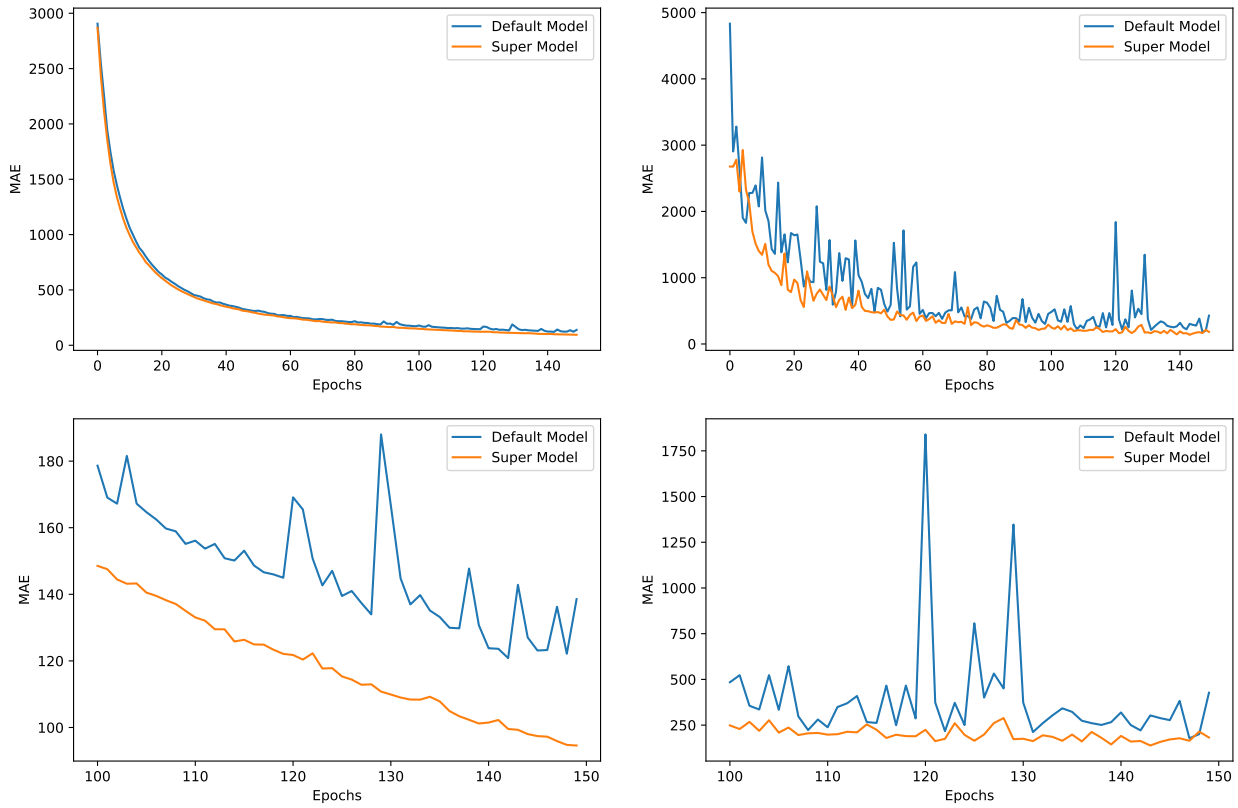 3000
2500
2000
1500
1000
500
0
MAE
0 20 40 60 80 100 120 140
Epochs
Default Model
Super Model
5000
4000
3000
2000
1000
0
MAE
0 20 40 60 80 100 120 140
Epochs
Default Model
Super Model
180
160
140
120
100
MAE
100 110 120 130 140 150
Epochs
Default Model
Super Model
1750
1500
1250
1000
750
500
250
MAE
100 110 120 130 140 150
Epochs
Default Model
Super Model